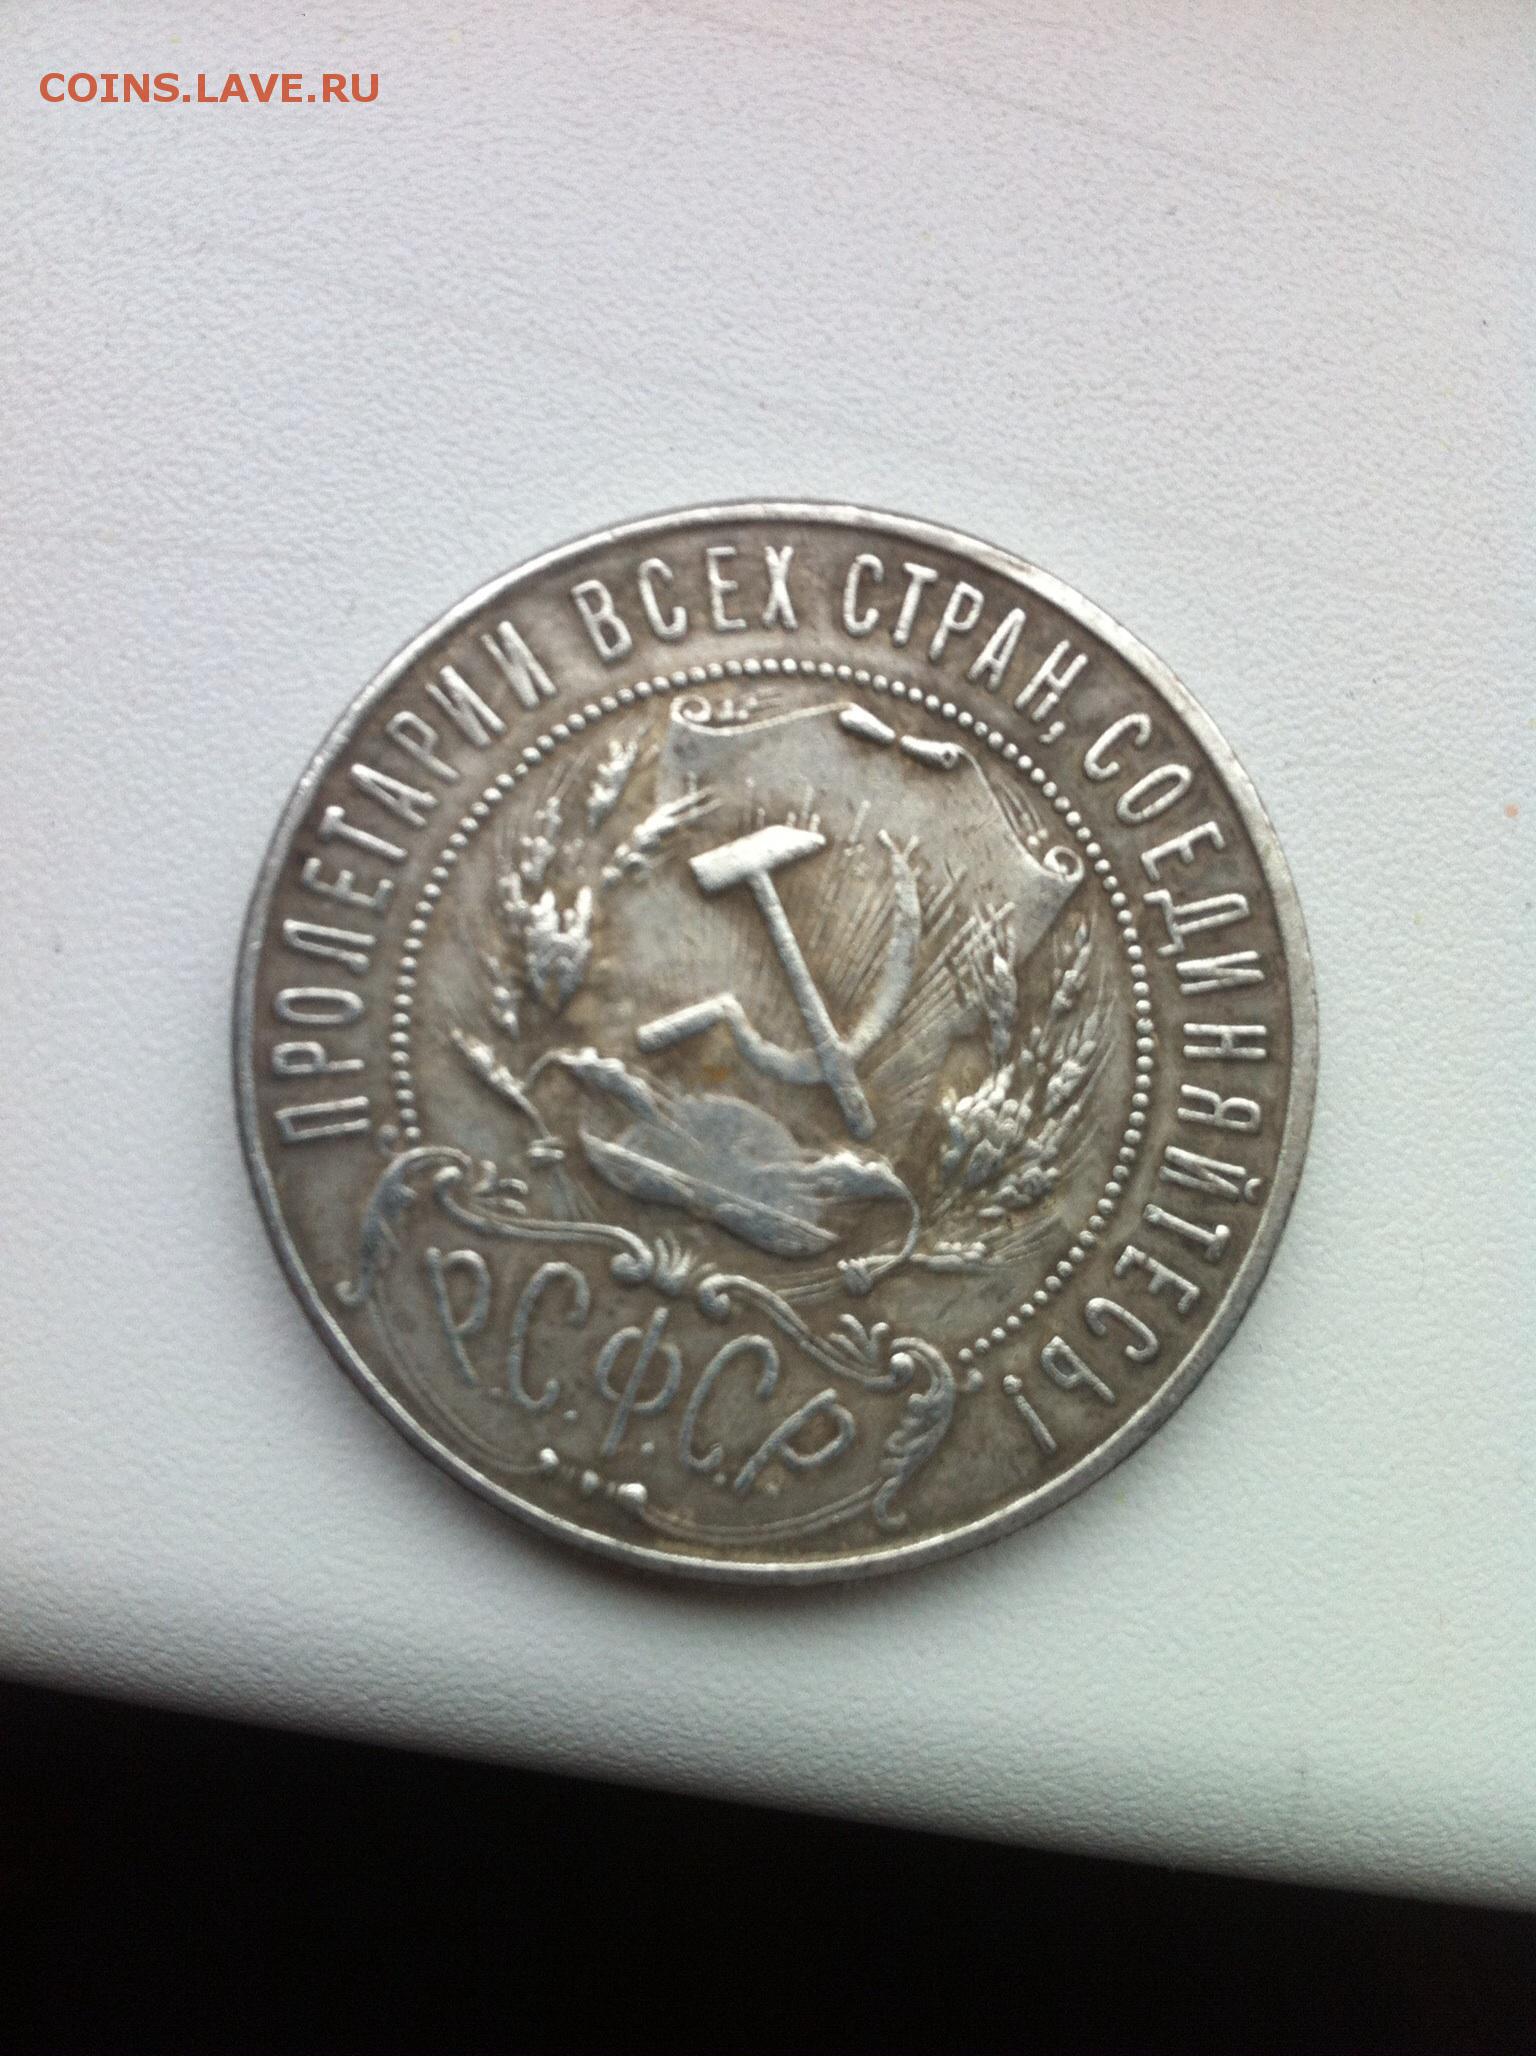 COINS.LAVE.RU
ПРОЛЕТАРИИ ВСЕХ СТРАН, СОЕДИНЯЙТЕСЬ!
Р.С.Ф.С.Р.